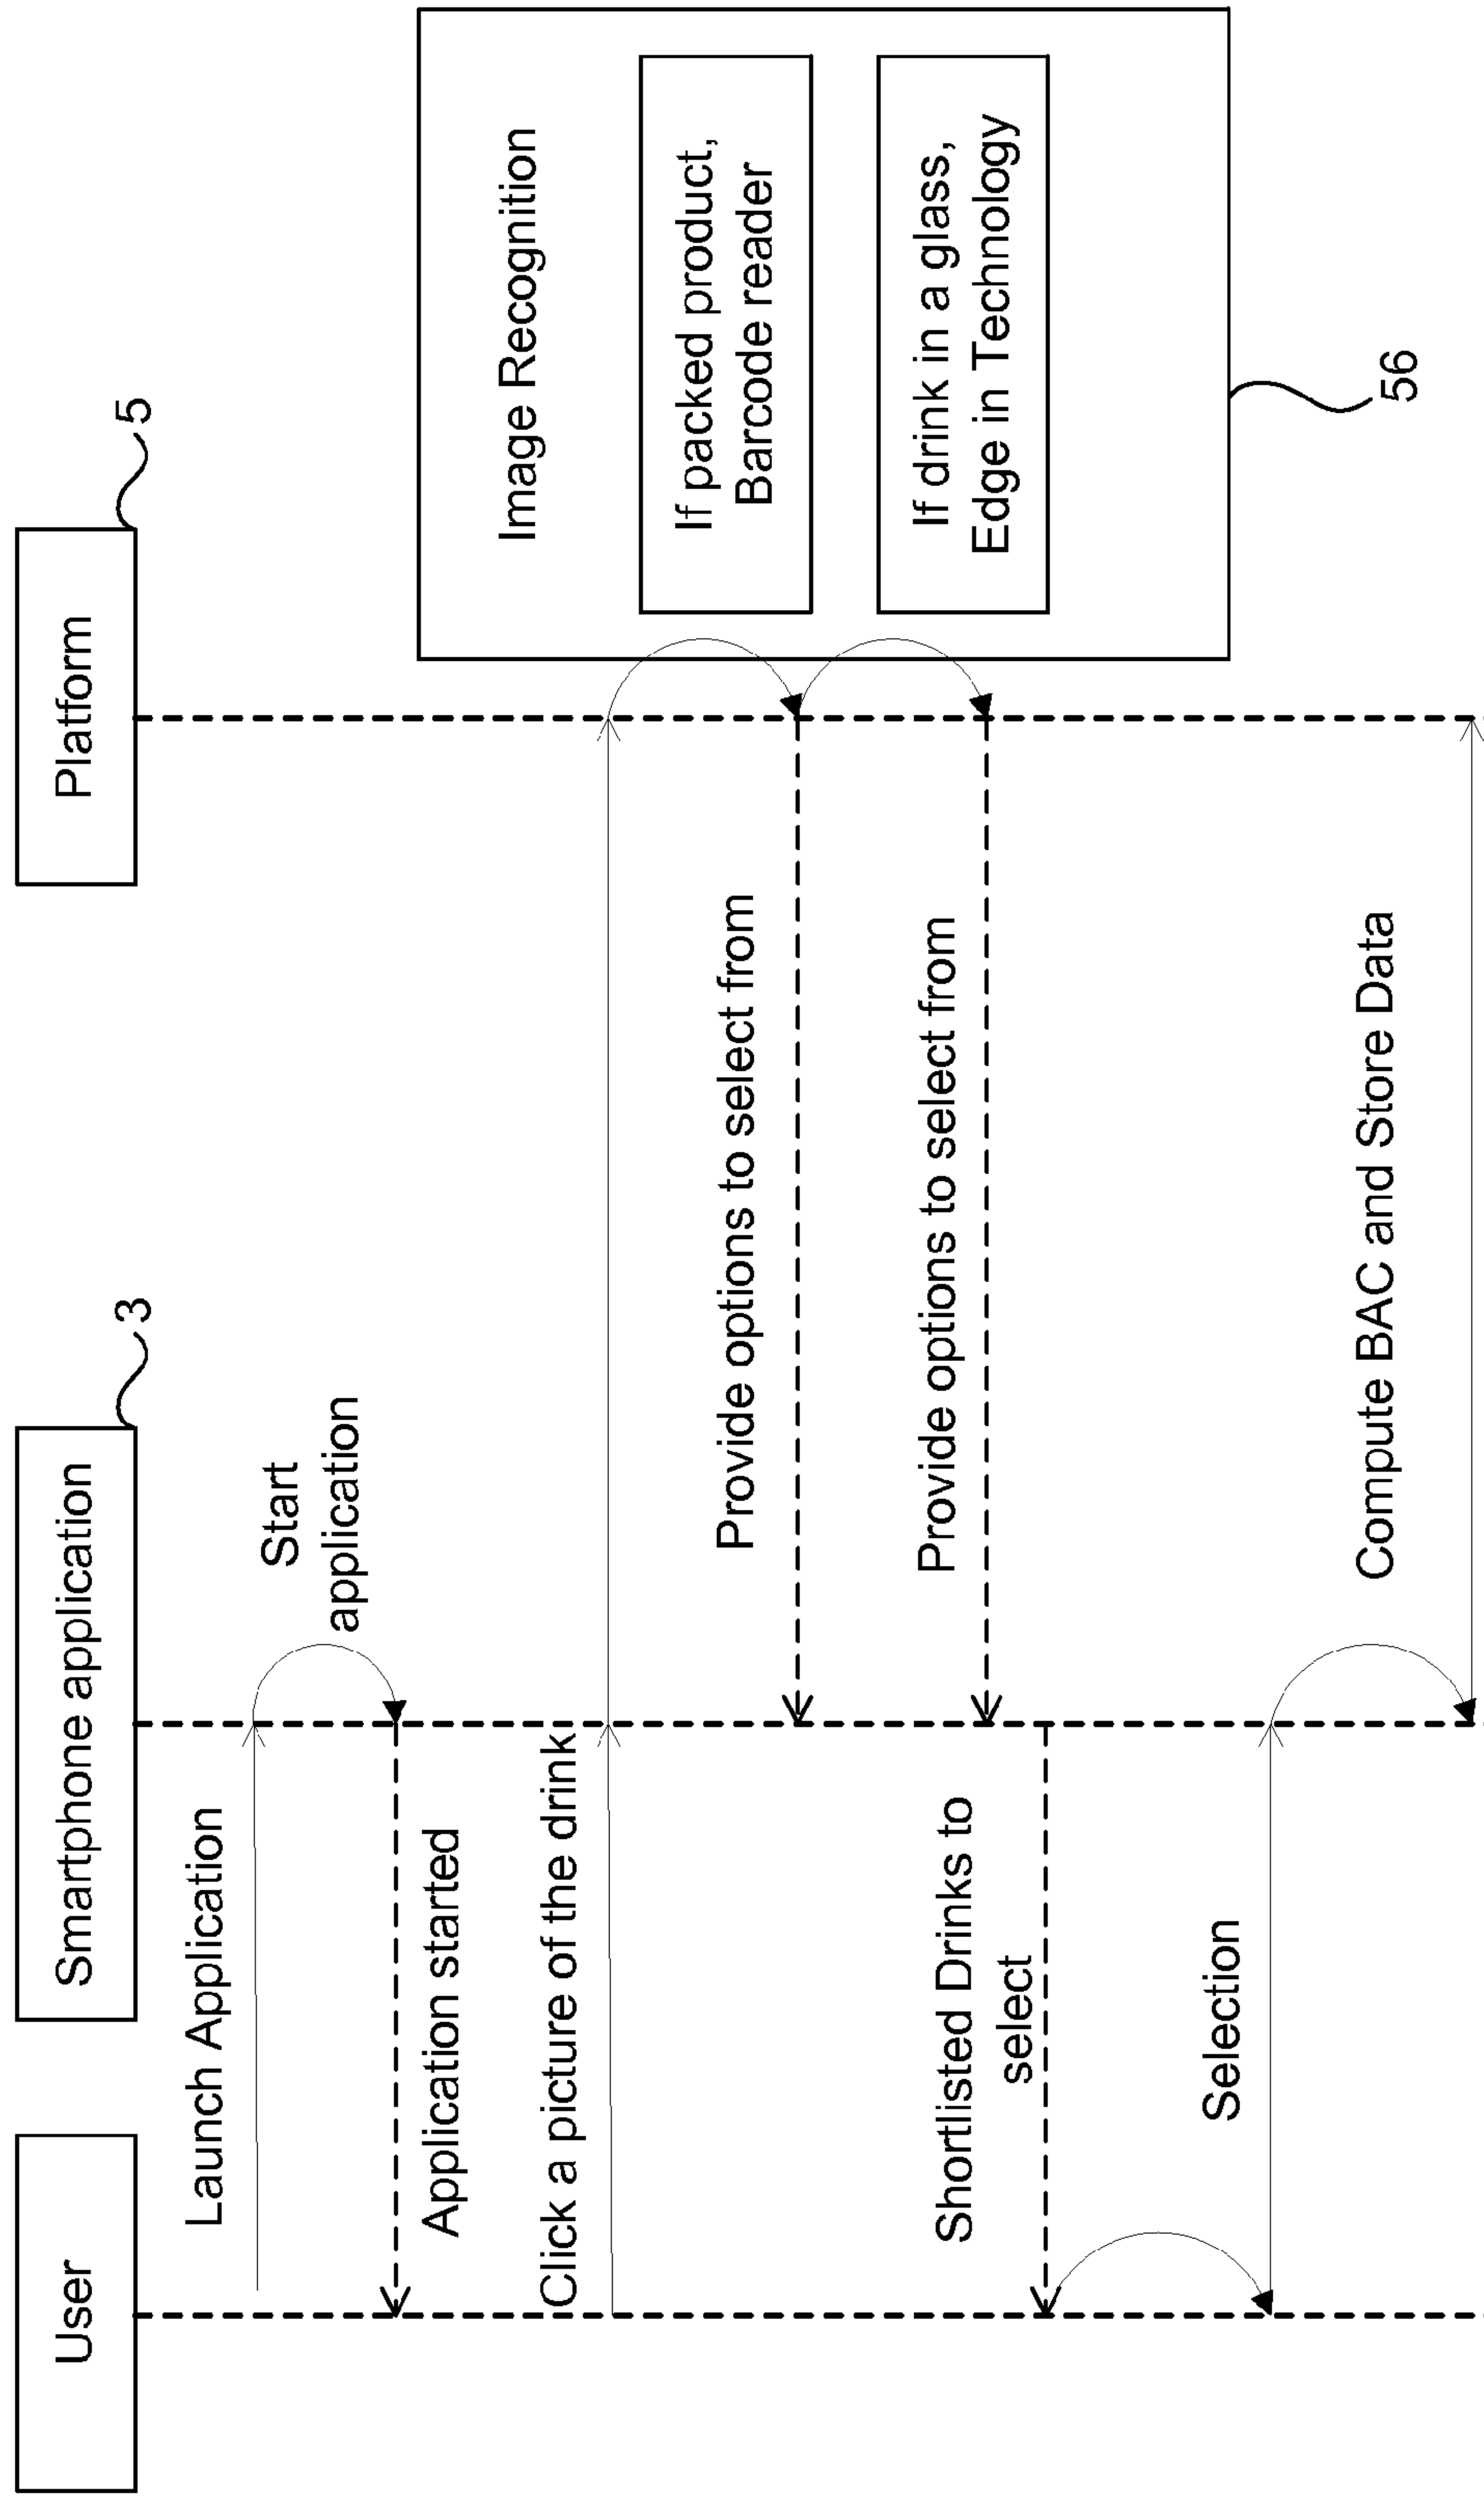 User
Smartphone application
3
Platform
5
Launch Application
Start
application
Application started
Click a picture of the drink
Image Recognition
If packed product,
Barcode reader
Provide options to select from
If drink in a glass,
Edge in Technology
Provide options to select from
Shortlisted Drinks to
select
Selection
Compute BAC and Store Data
56